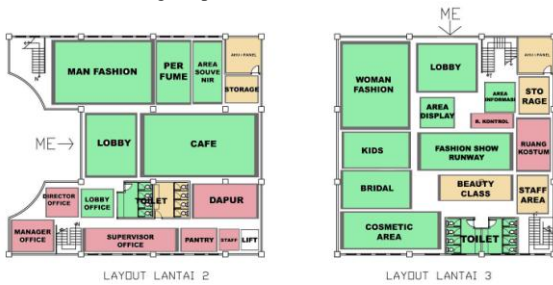 MAN FASHION
PER
FUME
AREA
SOUVE
NIR
STORAGE
ME
LOBBY
CAFE
DIRECTOR
OFFICE
LOBBY
OFFICE
TOILET
DAPUR
MANAGER
OFFICE
SUPERVISOR
OFFICE
PANTRY
STAFF
LIFT
LAYOUT LANTAI 2
ME
WOMAN
FASHION
LOBBY
AREA
DISPLAY
AREA
INFORMASI
STO
RAGE
R. KONTROL
KIDS
FASHION SHOW
RUNWAY
RUANG
KOSTUM
BRIDAL
BEAUTY
CLASS
STAFF
AREA
COSMETIC
AREA
TOILET
LAYOUT LANTAI 3